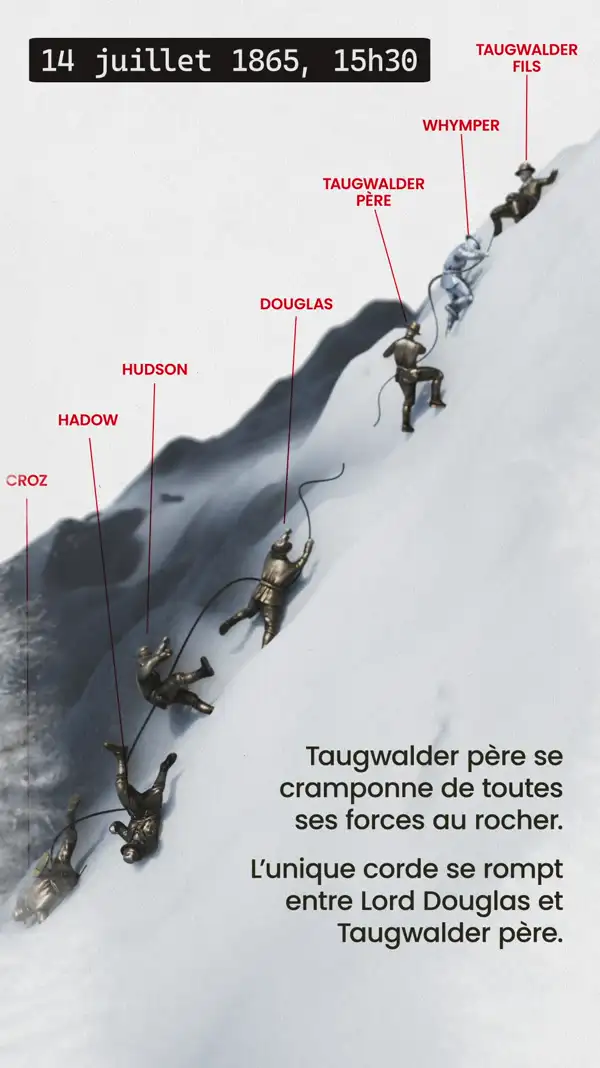 14 juillet 1865, 15h30
TAUGWALDER
FILS
WHYMPER
TAUGWALDER
PÈRE
DOUGLAS
HUDSON
HADOW
CROZ
Taugwalder père se
cramponne de toutes
ses forces au rocher.
L’unique corde se rompt
entre Lord Douglas et
Taugwalder père.